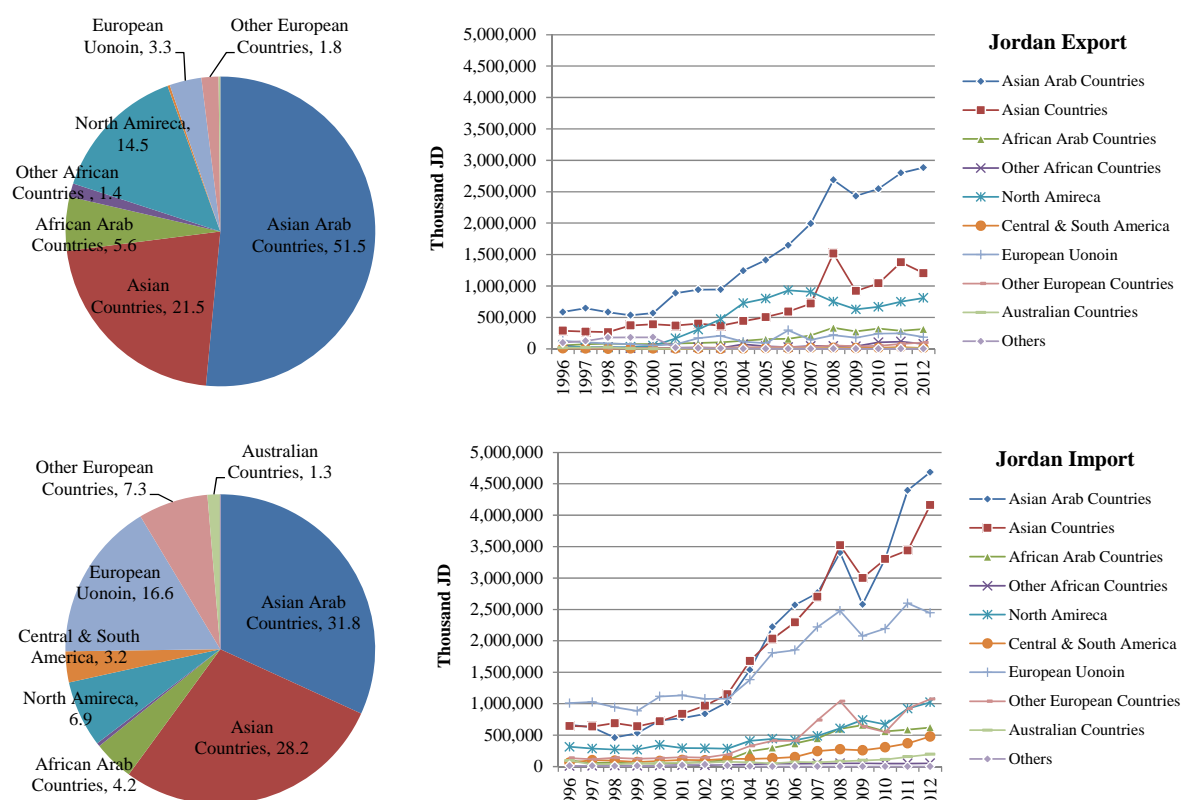 European
Uonoin, 3.3
Other European
Countries, 1.8
North Amireca,
14.5
Other African
Countries , 1.4
African Arab
Countries, 5.6
Asian Arab
Countries, 51.5
Asian
Countries, 21.5
Thousand JD
5,000,000
4,500,000
4,000,000
3,500,000
3,000,000
2,500,000
2,000,000
1,500,000
1,000,000
500,000
0
1996
1997
1998
1999
2000
2001
2002
2003
2004
2005
2006
2007
2008
2009
2010
2011
2012
Jordan Export
Asian Arab Countries
Asian Countries
African Arab Countries
Other African Countries
North Amireca
Central & South America
European Uonoin
Other European Countries
Australian Countries
Others
Australian
Countries, 1.3
Other European
Countries, 7.3
European
Uonoin, 16.6
Asian Arab
Countries, 31.8
Central & South
America, 3.2
North Amireca,
6.9
Asian
Countries, 28.2
African Arab
Countries, 4.2
Thousand JD
5,000,000
4,500,000
4,000,000
3,500,000
3,000,000
2,500,000
2,000,000
1,500,000
1,000,000
500,000
0
Jordan Import
Asian Arab Countries
Asian Countries
African Arab Countries
Other African Countries
North Amireca
Central & South America
European Uonoin
Other European Countries
Australian Countries
Others